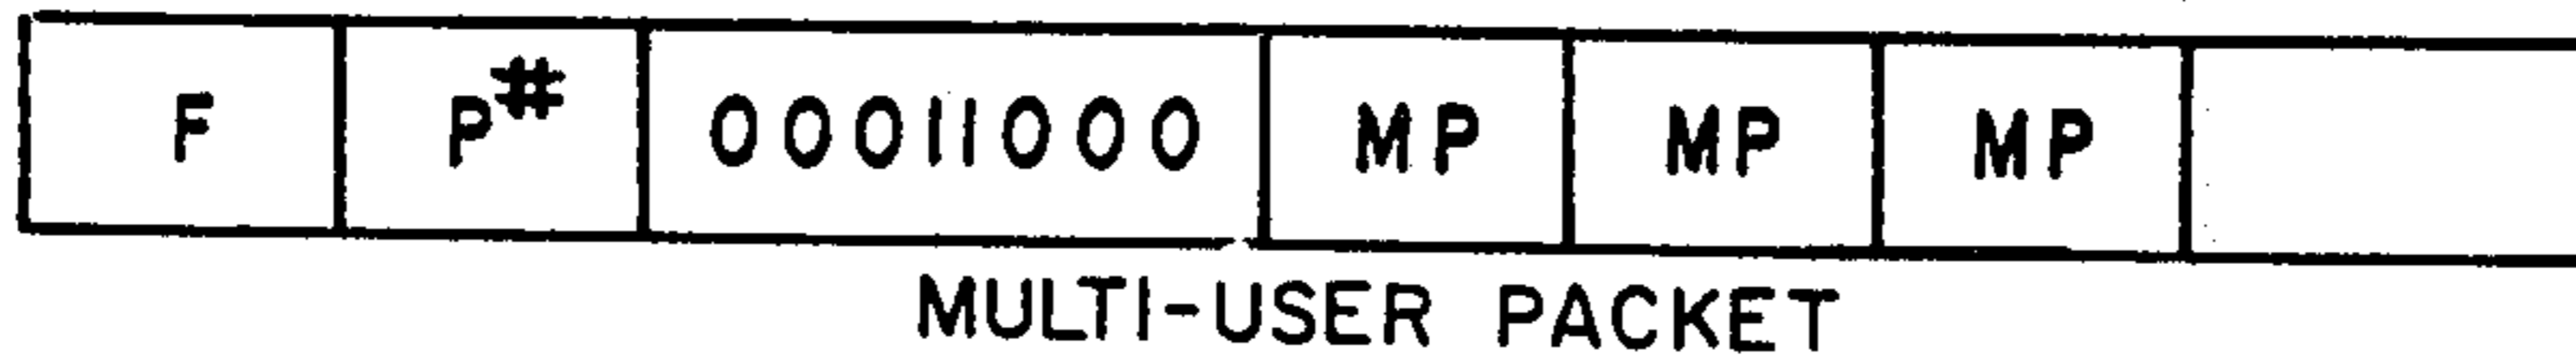 F P# 00011000 MP MP MP
MULTI-USER PACKET